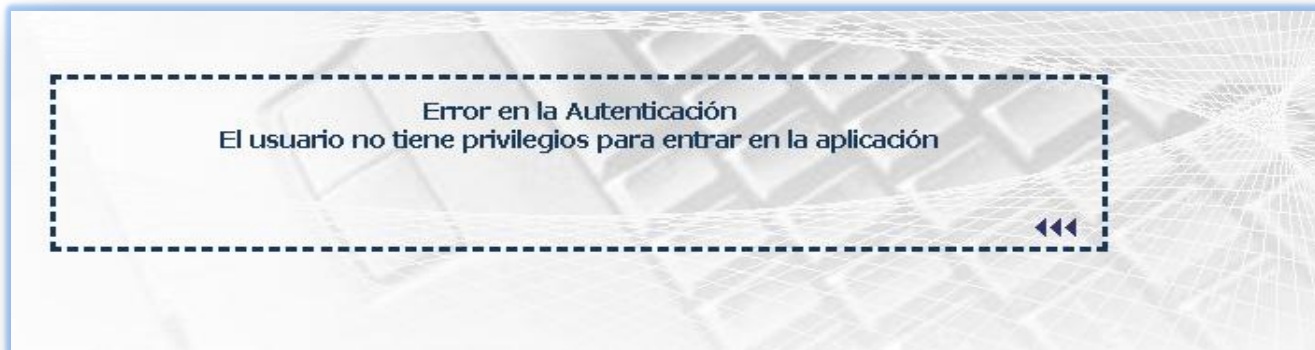 Error en la Autenticación
El usuario no tiene privilegios para entrar en la aplicación